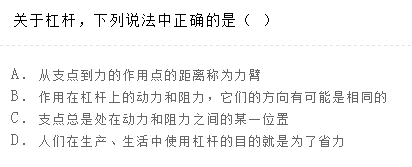 关于杠杆，下列说法中正确的是（ ）
A. 从支点到力的作用点的距离称为力臂
B. 作用在杠杆上的动力和阻力，它们的方向有可能是相同的
C. 支点总是处在动力和阻力之间的某一位置
D. 人们在生产、生活中使用杠杆的目的就是为了省力